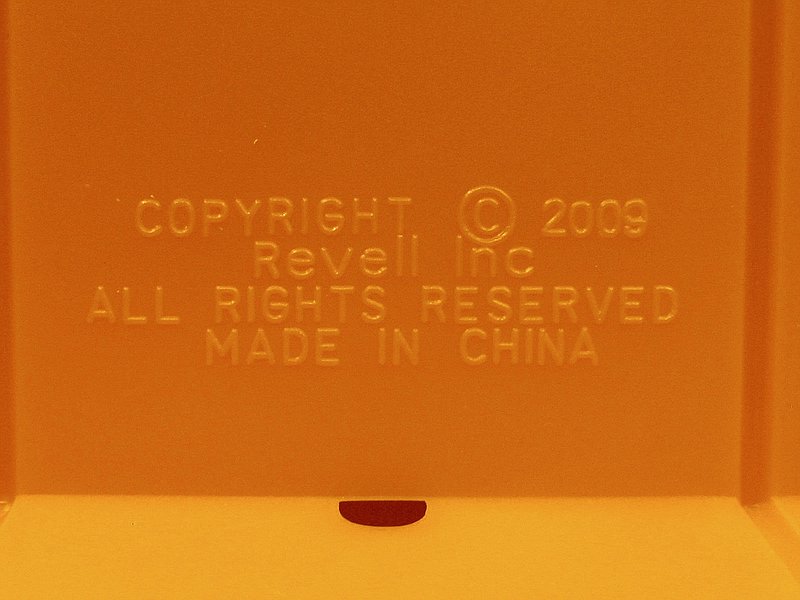 COPYRIGHT © 2009
Revell Inc
ALL RIGHTS RESERVED
MADE IN CHINA